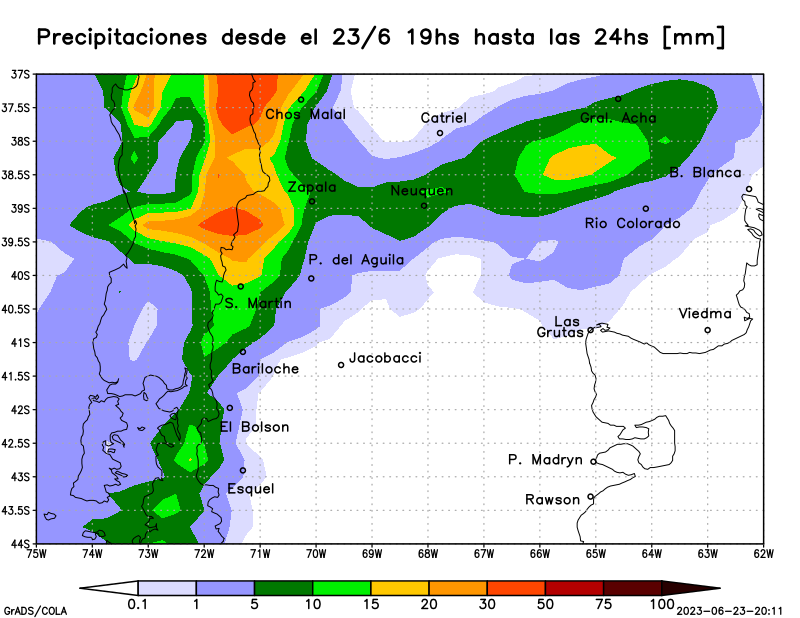 Precipitaciones desde el 23/6 19hs hasta las 24hs [mm]
37S
37.5S
38S
38.5S
39S
39.5S
40S
40.5S
41S
41.5S
42S
42.5S
43S
43.5S
44S
Chos Malal
Catriel
Gral. Acha
B. Blanca
Zapala
Neuquen
Rio Colorado
P. del Aguila
S. Martin
Viedma
Las
Grutas
Bariloche
Jacobacci
El Bolson
P. Madryn
Esquel
Rawson
75W 74W 73W 72W 71W 70W 69W 68W 67W 66W 65W 64W 63W 62W
0.1 1 5 10 15 20 30 50 75 100
GrADS/COLA
2023-06-23-20:11